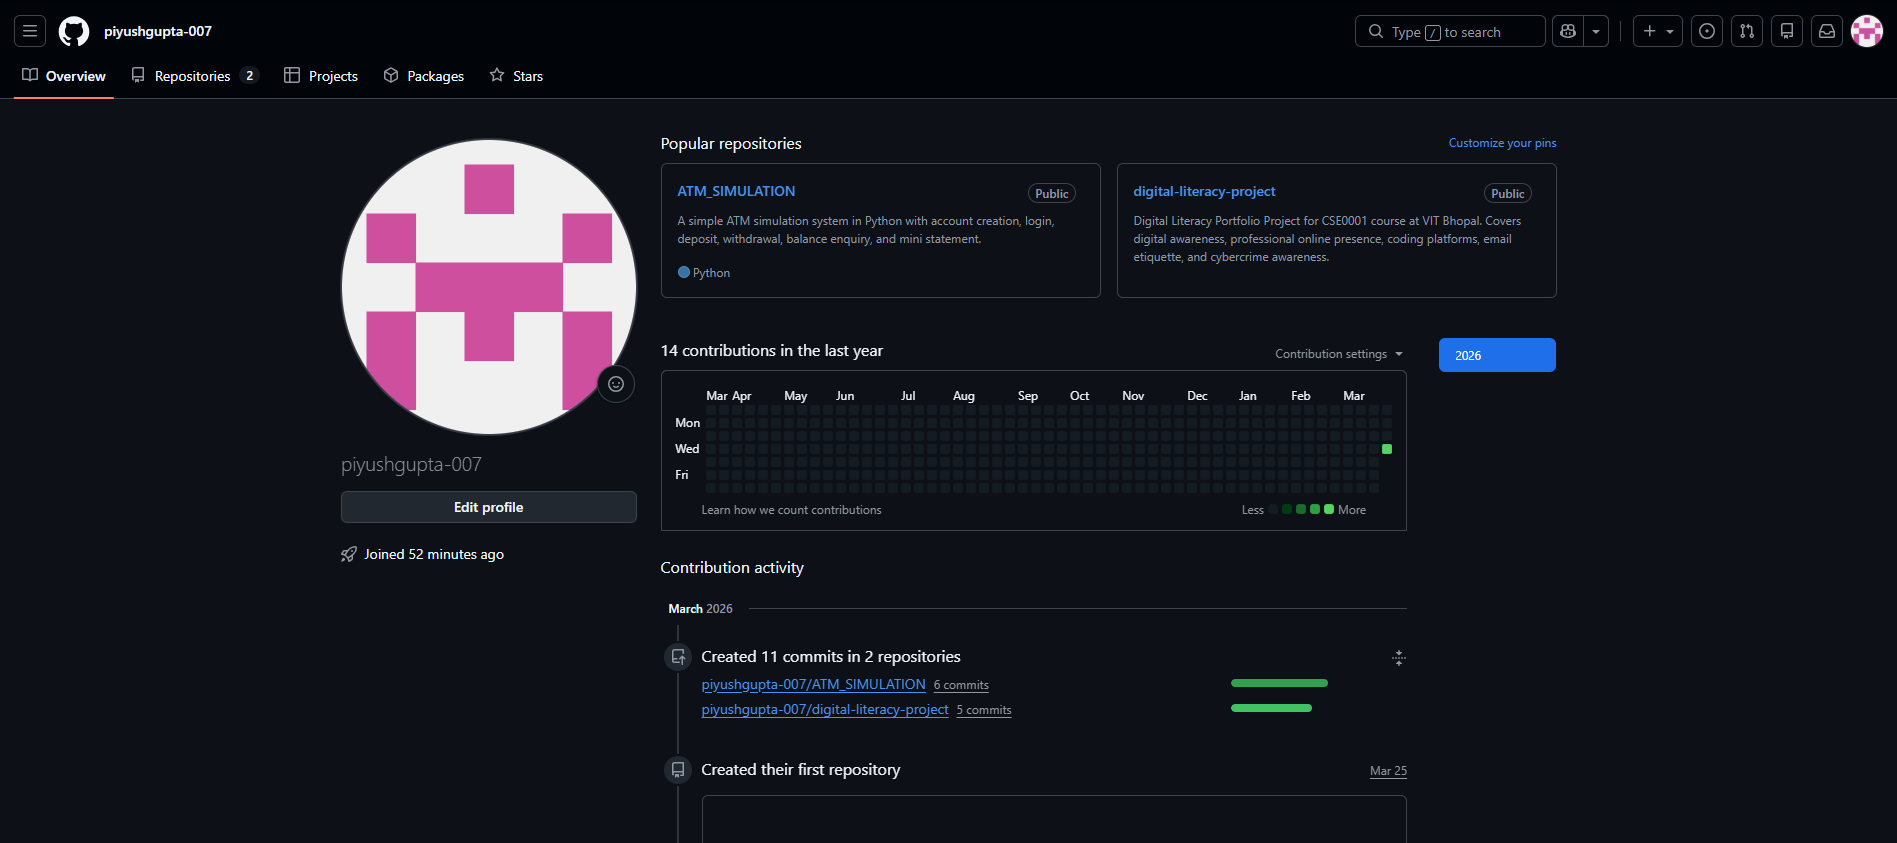 piyushgupta-007
Type / to search
Overview
Repositories 2
Projects
Packages
Stars
Popular repositories
Customize your pins
ATM_SIMULATION
Public
A simple ATM simulation system in Python with account creation, login,
deposit, withdrawal, balance enquiry, and mini statement.
Python
digital-literacy-project
Public
Digital Literacy Portfolio Project for CSE0001 course at VIT Bhopal. Covers
digital awareness, professional online presence, coding platforms, email
etiquette, and cybercrime awareness.
piyushgupta-007
Edit profile
Joined 52 minutes ago
14 contributions in the last year
Contribution settings
2026
Mar Apr May Jun Jul Aug Sep Oct Nov Dec Jan Feb Mar
Mon
Wed
Fri
Learn how we count contributions
Less More
Contribution activity
March 2026
Created 11 commits in 2 repositories
piyushgupta-007/ATM_SIMULATION 6 commits
piyushgupta-007/digital-literacy-project 5 commits
Created their first repository
Mar 25